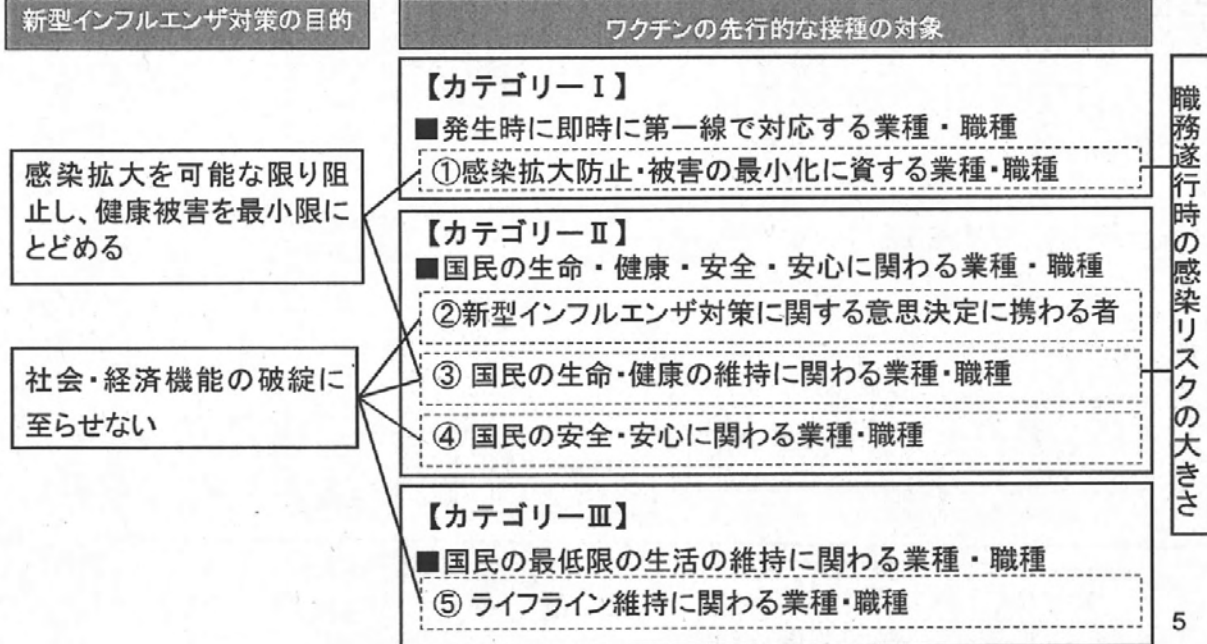 新型インフルエンザ対策の目的
ワクチンの先行的な接種の対象
感染拡大を可能な限り阻
止し、健康被害を最小限に
とどめる
社会・経済機能の破綻に
至らせない
【カテゴリーⅠ】
■発生時に即時に第一線で対応する業種・職種
①感染拡大防止・被害の最小化に資する業種・職種
【カテゴリーⅡ】
■国民の生命・健康・安全・安心に関わる業種・職種
②新型インフルエンザ対策に関する意思決定に携わる者
③ 国民の生命・健康の維持に関わる業種・職種
④ 国民の安全・安心に関わる業種・職種
【カテゴリーⅢ】
■国民の最低限の生活の維持に関わる業種・職種
⑤ ライフライン維持に関わる業種・職種
職務遂行時の感染リスクの大きさ
5